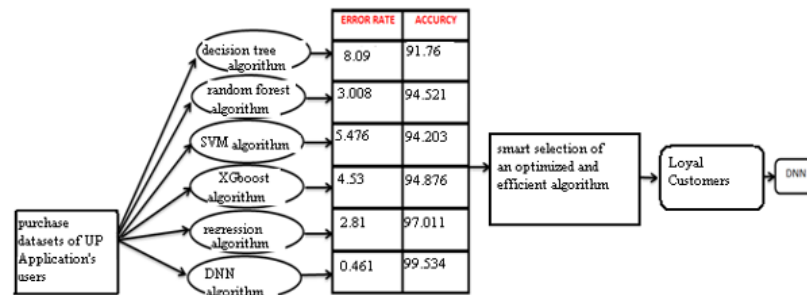 ERROR RATE ACCURCY
decision tree
algorithm
8.09 91.76
random forest
algorithm
3.008 94.521
SVM algorithm
5.476 94.203
XGboost
algorithm
4.53 94.876
regression
algorithm
2.81 97.011
DNN
algorithm
0.461 99.534
purchase
datasets of UP
Application's
users
smart selection of
an optimized and
efficient algorithm
Loyal
Customers
DNN